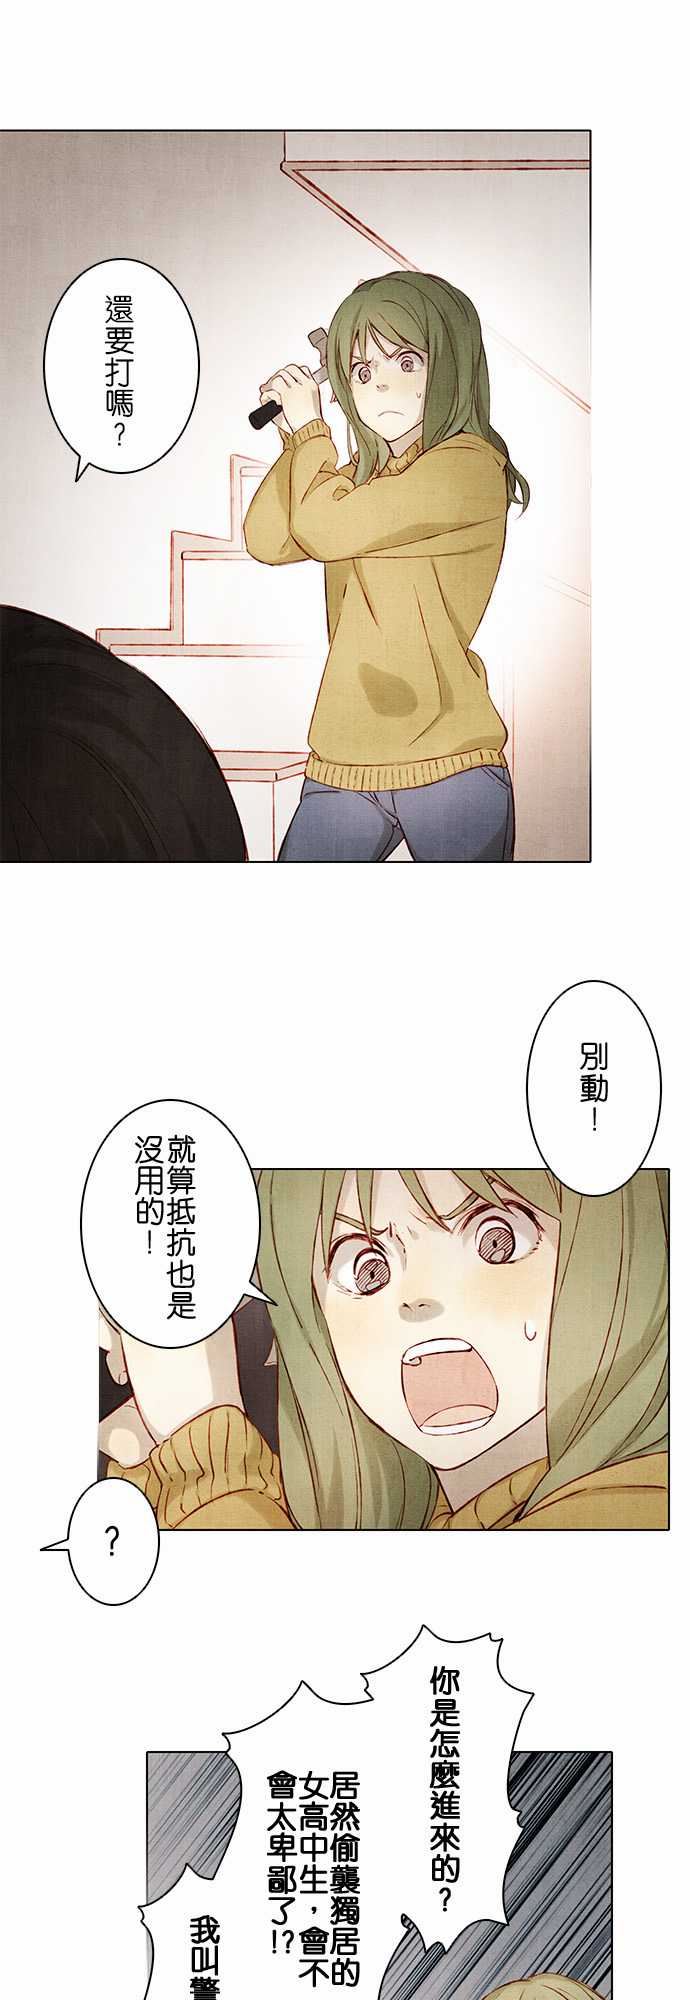 還要打嗎？
別動！
就算抵抗也是
沒用的！
？
你是怎麼進來的？
居然偷襲獨居的
女高中生，會不
會太卑鄙了!?
我叫警